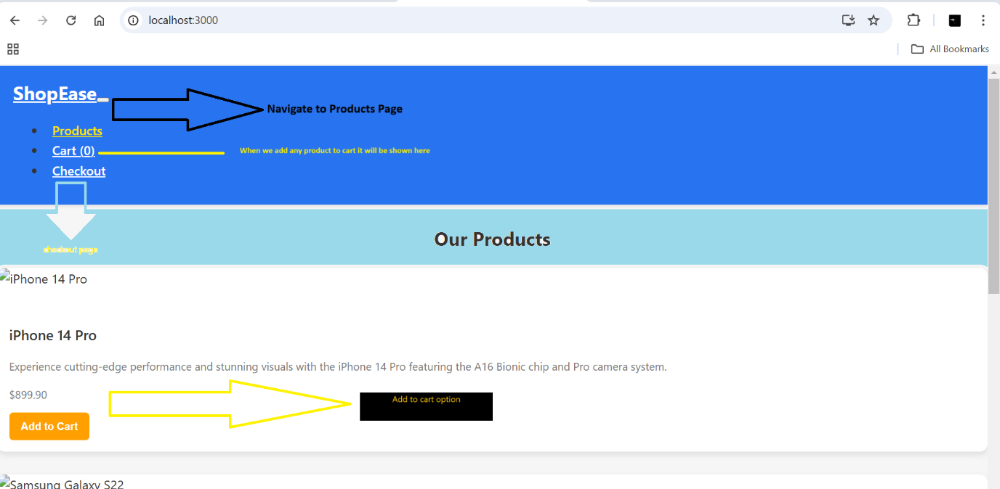 localhost:3000
All Bookmarks
ShopEase
Navigate to Products Page
Products
Cart (0)
When we add any product to cart it will be shown here
Checkout
checkout page
Our Products
iPhone 14 Pro
iPhone 14 Pro
Experience cutting-edge performance and stunning visuals with the iPhone 14 Pro featuring the A16 Bionic chip and Pro camera system.
$899.90
Add to cart option
Add to Cart
Samsung Galaxy S22